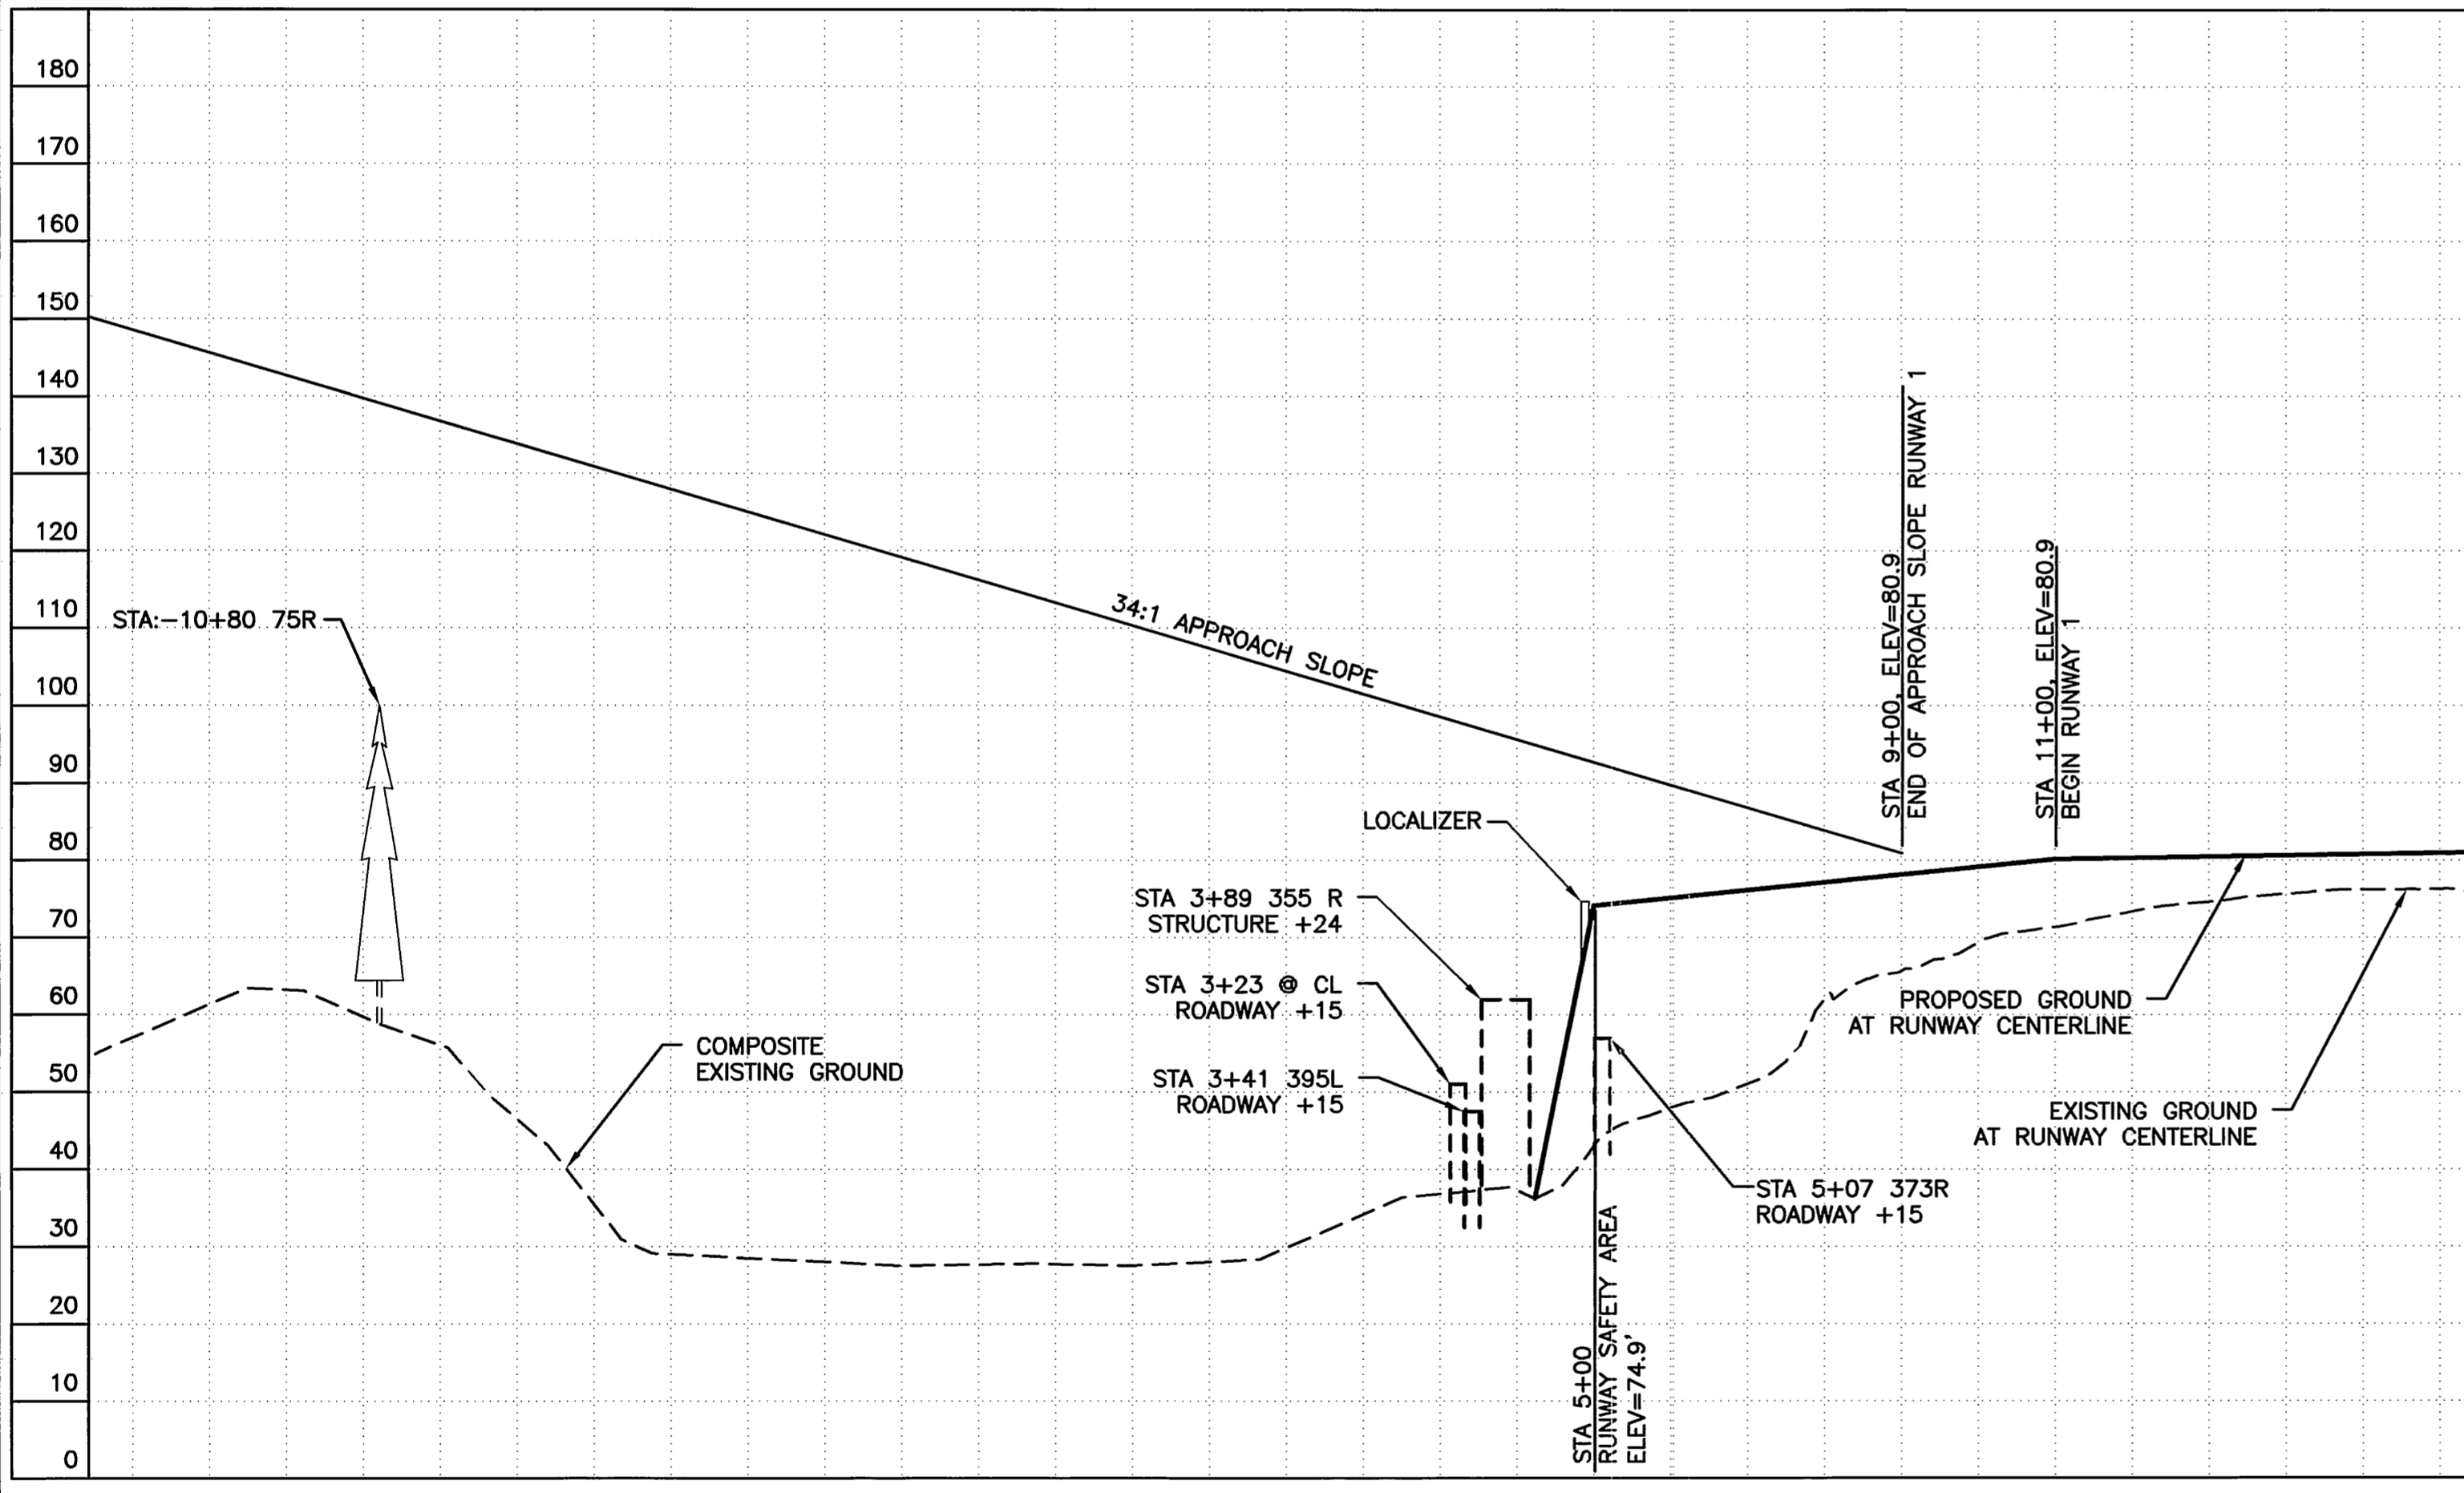 180
170
160
150
140
130
120
110
100
90
80
70
60
50
40
30
20
10
0
STA:-10+80 75R
34:1 APPROACH SLOPE
STA 9+00, ELEV=80.9
END OF APPROACH SLOPE RUNWAY 1
STA 11+00, ELEV=80.9
BEGIN RUNWAY 1
LOCALIZER
STA 3+89 355 R
STRUCTURE +24
STA 3+23 @ CL
ROADWAY +15
STA 3+41 395L
ROADWAY +15
COMPOSITE
EXISTING GROUND
PROPOSED GROUND
AT RUNWAY CENTERLINE
EXISTING GROUND
AT RUNWAY CENTERLINE
STA 5+07 373R
ROADWAY +15
STA 5+00
RUNWAY SAFETY AREA
ELEV=74.9'